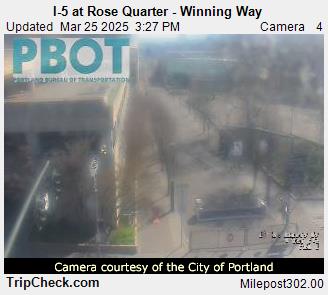 I-5 at Rose Quarter - Winning Way
Updated Mar 25 2025 3:27 PM Camera 4
PBOT
PORTLAND BUREAU OF TRANSPORTATION
Camera courtesy of the City of Portland
TripCheck.com Milepost302.00